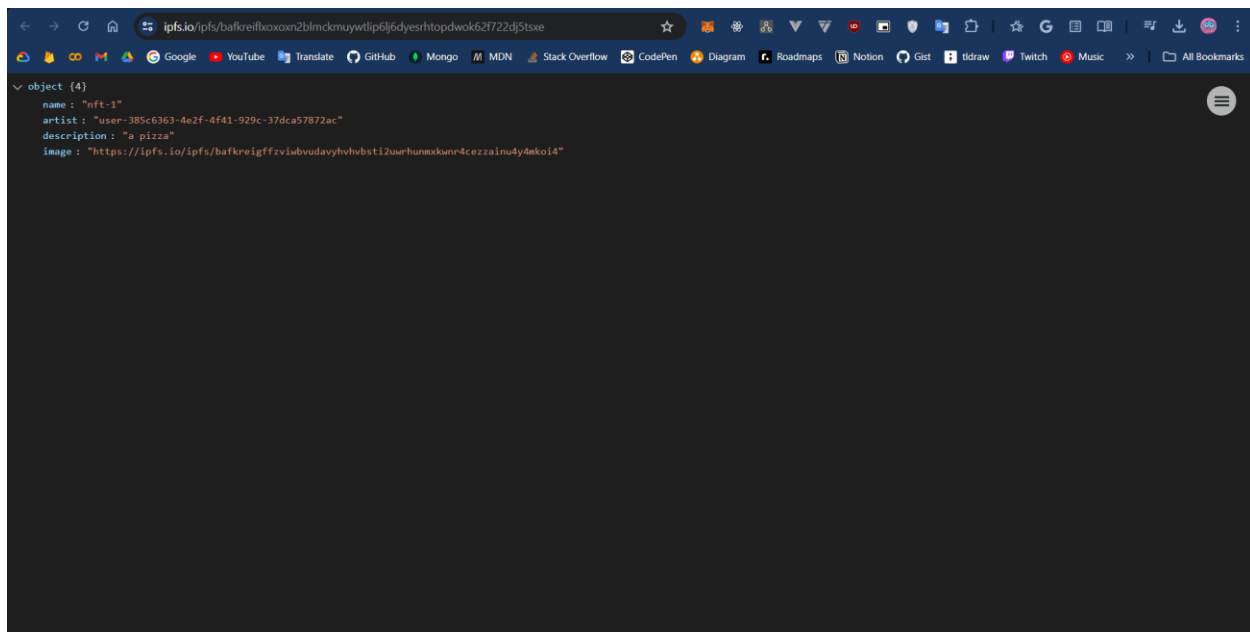 ipfs.io/ipfs/bafkreiflxoxoxn2blmckmuywtlip6lj6dyesrhtopdwok62f722dj5tsxe
Google YouTube Translate GitHub Mongo MDN Stack Overflow CodePen Diagram Roadmaps Notion Gist tldraw Twitch Music » All Bookmarks
object {4}
name : "nft-1"
artist : "user-385c6363-4e2f-4f41-929c-37dca57872ac"
description : "a pizza"
image : "https://ipfs.io/ipfs/bafkreigffzviwbvudavyhvhvbsti2uwrhunmxkwnr4cezzainu4y4mkoi4"